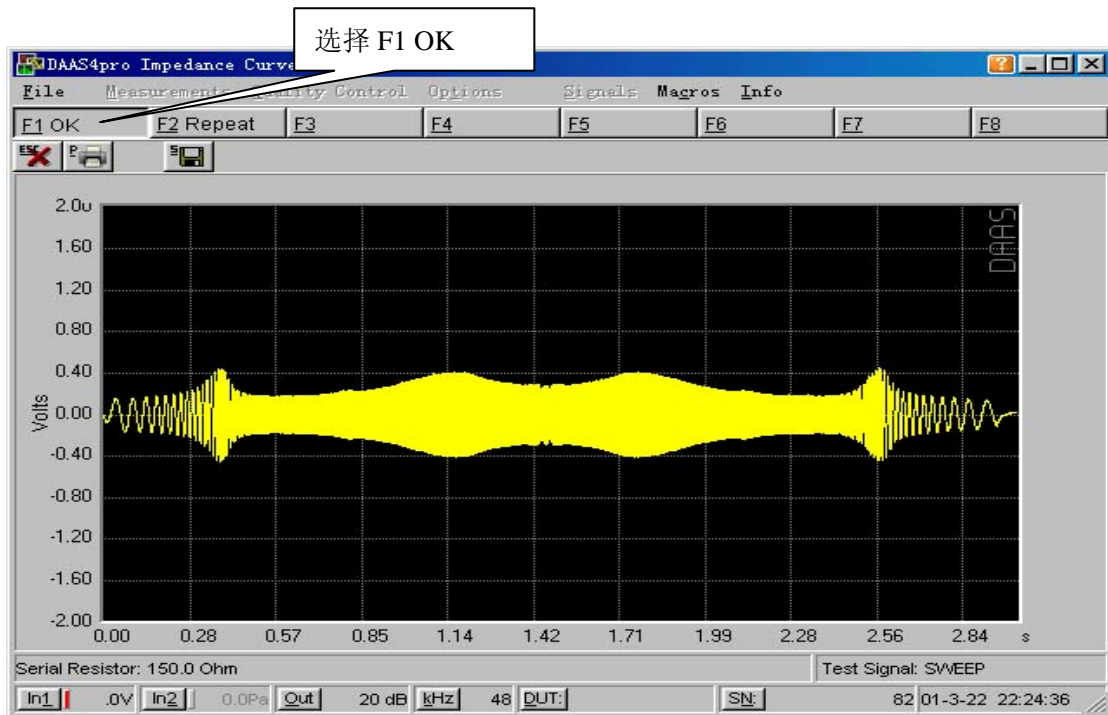 选择 F1 OK
DAAS4pro Impedance Curve
File Measurements Quality Control Options Signals Macros Info
F1 OK F2 Repeat F3 F4 F5 F6 F7 F8
ESC P S
2.00
1.60
1.20
0.80
0.40
0.00
-0.40
-0.80
-1.20
-1.60
-2.00
Volts
DAAS
0.00 0.28 0.57 0.85 1.14 1.42 1.71 1.99 2.28 2.56 2.84 s
Serial Resistor: 150.0 Ohm Test Signal: SWEEP
In1 .0V In2 0.0Pa Out 20 dB kHz 48 DUT: SN: 82 01-3-22 22:24:36